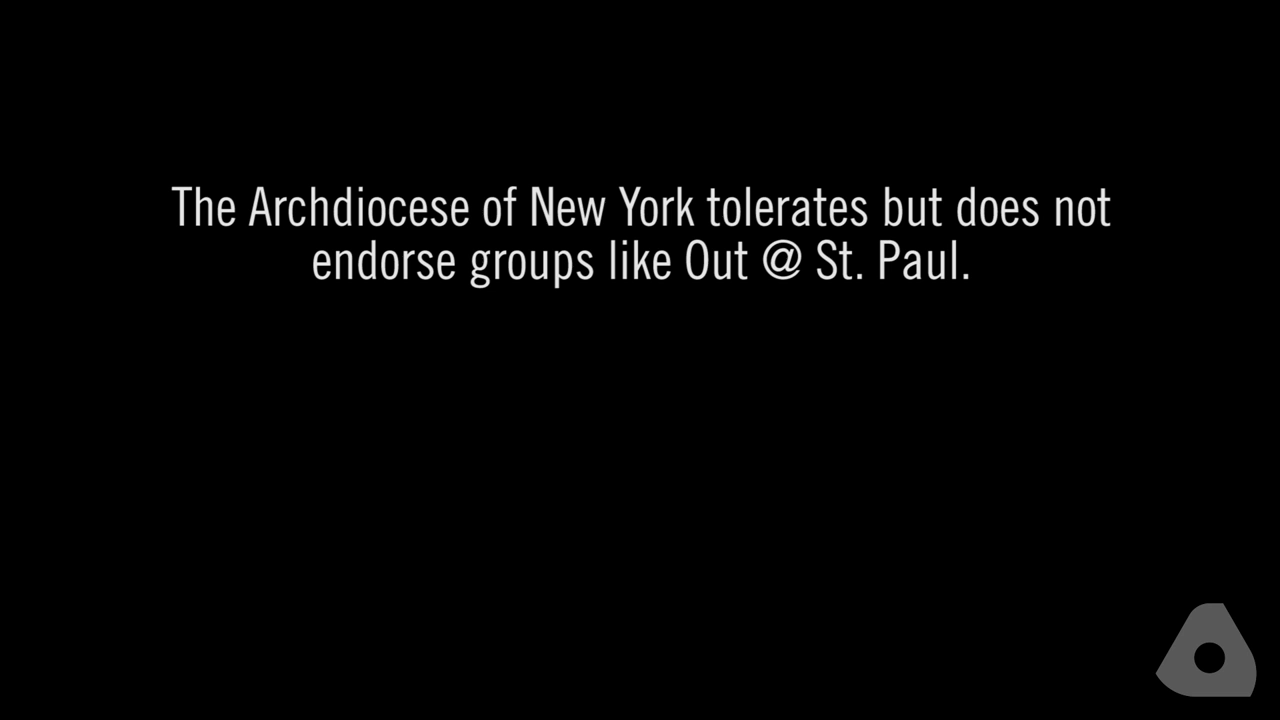 The Archdiocese of New York tolerates but does not
endorse groups like Out @ St. Paul.